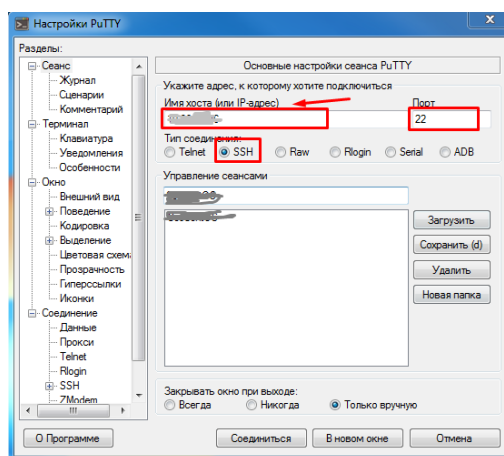 Настройки PuTTY
Разделы:
Сеанс
Журнал
Сценарии
Комментарий
Терминал
Клавиатура
Уведомления
Особенности
Окно
Внешний вид
Поведение
Кодировка
Выделение
Цветовая схем
Прозрачность
Гиперссылки
Иконки
Соединение
Данные
Прокси
Telnet
Rlogin
SSH
ZModem
Основные настройки сеанса PuTTY
Укажите адрес, к которому хотите подключиться
Имя хоста (или IP-адрес) Порт
22
Тип соединения:
Telnet SSH Raw Rlogin Serial ADB
Управление сеансами
Загрузить
Сохранить (d)
Удалить
Новая папка
Закрывать окно при выходе:
Всегда Никогда Только вручную
О Программе Соединиться В новом окне Отмена